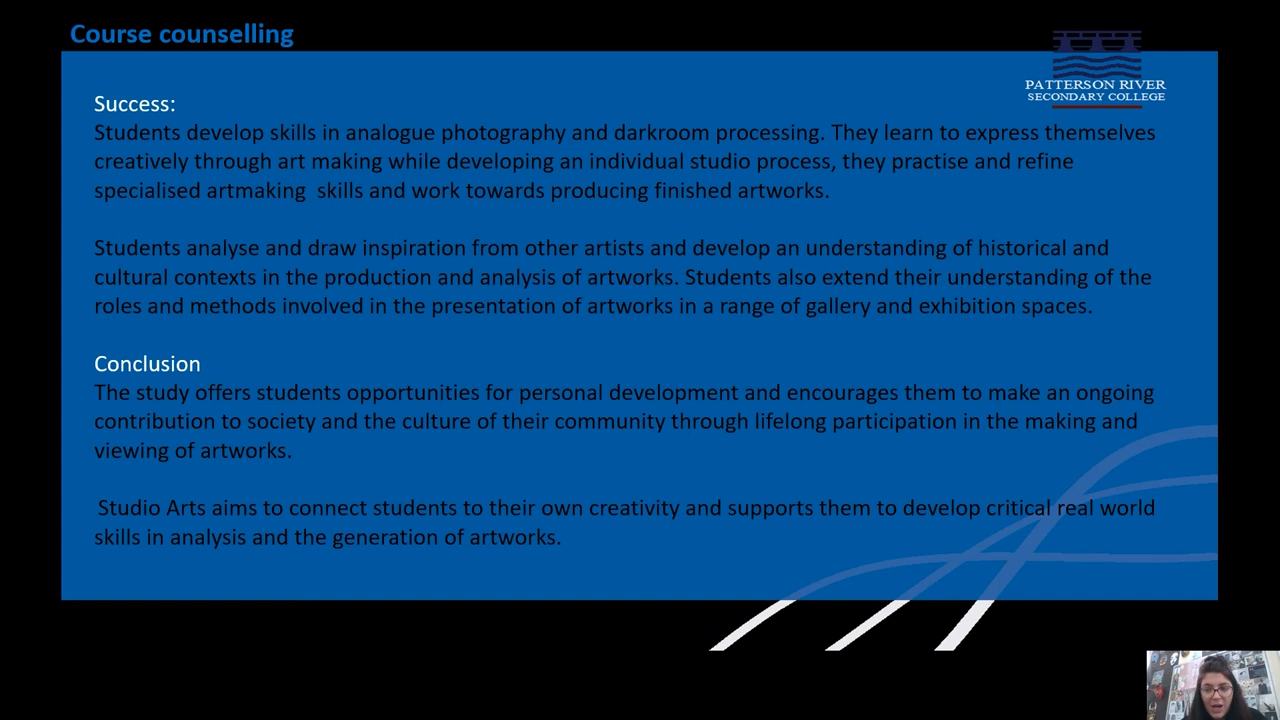 Course counselling
PATTERSON RIVER
SECONDARY COLLEGE
Success:
Students develop skills in analogue photography and darkroom processing. They learn to express themselves
creatively through art making while developing an individual studio process, they practise and refine
specialised artmaking  skills and work towards producing finished artworks.
Students analyse and draw inspiration from other artists and develop an understanding of historical and
cultural contexts in the production and analysis of artworks. Students also extend their understanding of the
roles and methods involved in the presentation of artworks in a range of gallery and exhibition spaces.
Conclusion
The study offers students opportunities for personal development and encourages them to make an ongoing
contribution to society and the culture of their community through lifelong participation in the making and
viewing of artworks.
Studio Arts aims to connect students to their own creativity and supports them to develop critical real world
skills in analysis and the generation of artworks.